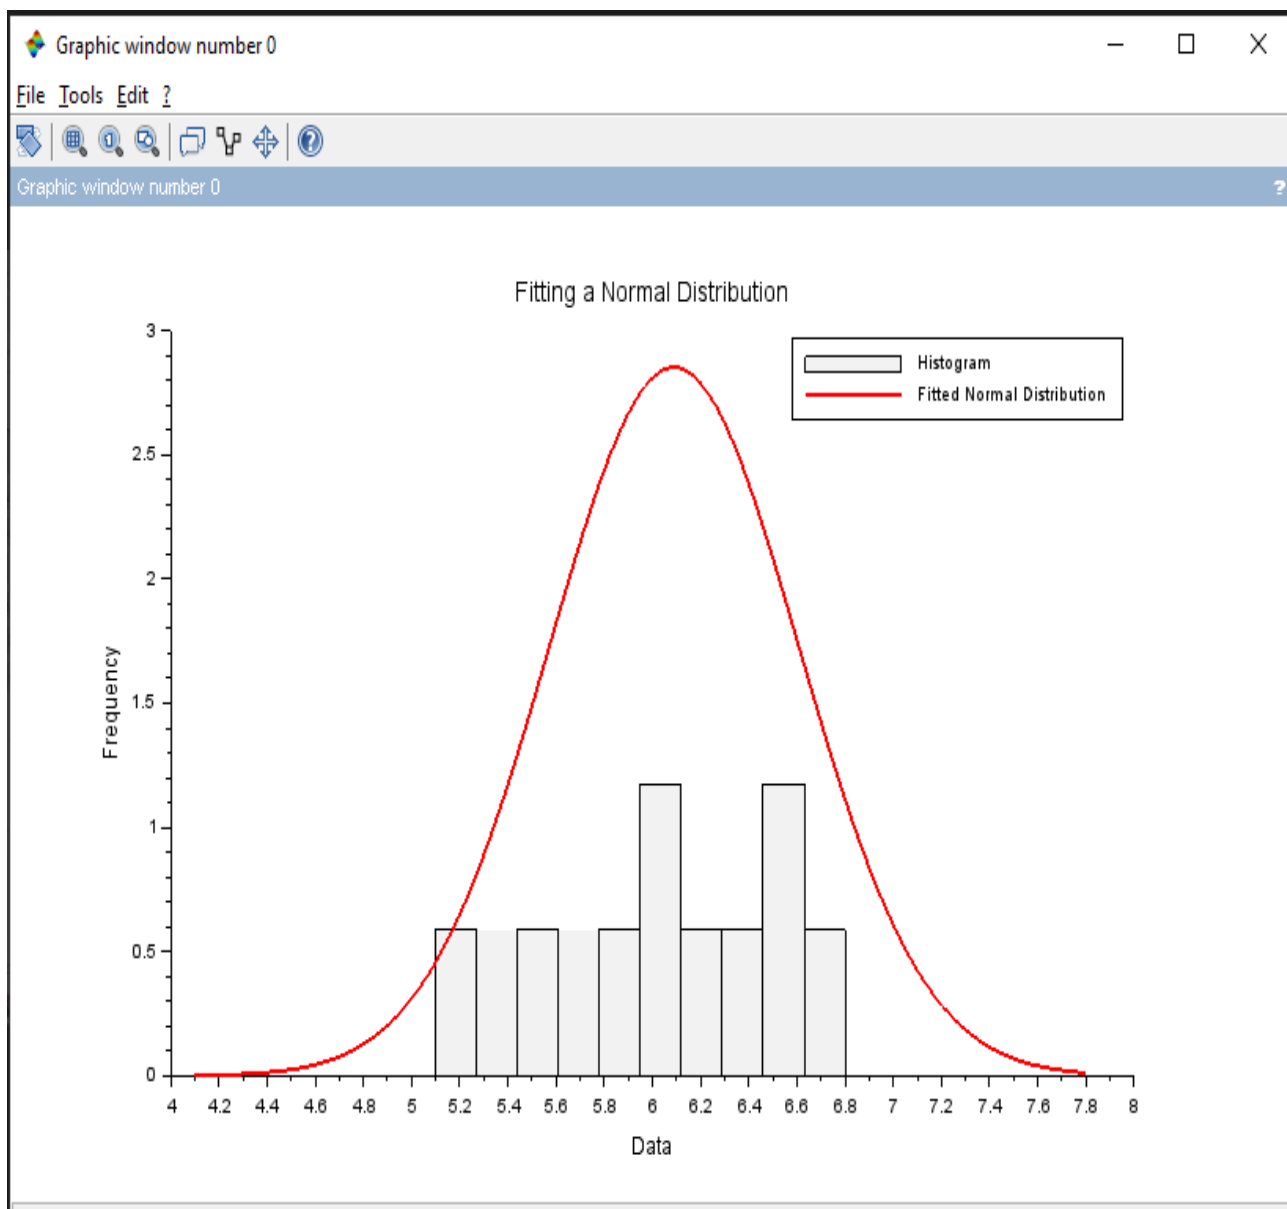 Graphic window number 0
File Tools Edit ?
Graphic window number 0 ?
Fitting a Normal Distribution
Histogram
Fitted Normal Distribution
3
2.5
2
1.5
1
0.5
0
Frequency
4 4.2 4.4 4.6 4.8 5 5.2 5.4 5.6 5.8 6 6.2 6.4 6.6 6.8 7 7.2 7.4 7.6 7.8 8
Data